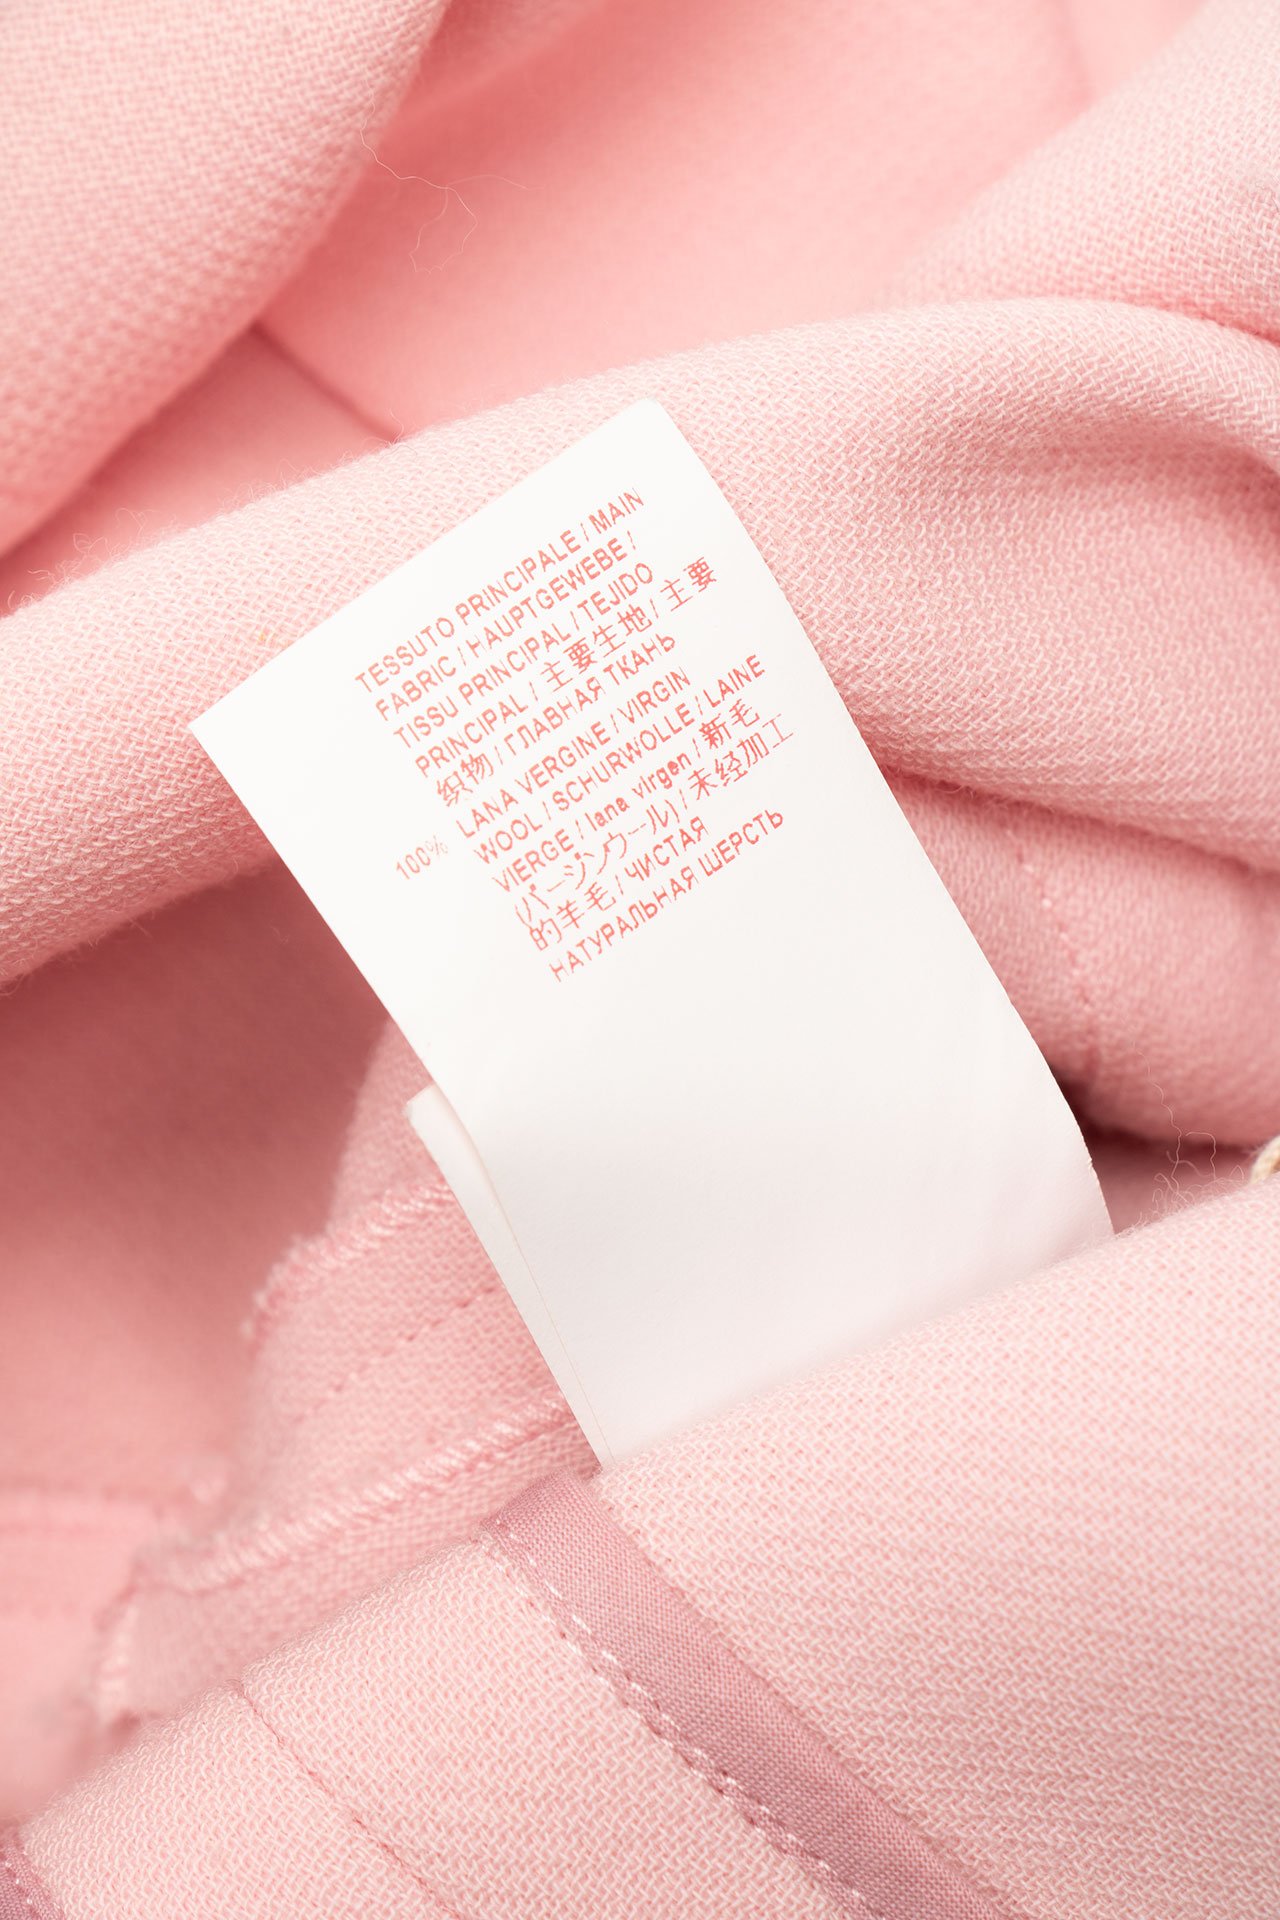 TESSUTO PRINCIPALE / MAIN
FABRIC / HAUPTGEWEBE /
TISSU PRINCIPAL / TEJIDO
PRINCIPAL / 主要生地 / 主要
织物 / ГЛАВНАЯ ТКАНЬ
100% LANA VERGINE / VIRGIN
WOOL / SCHURWOLLE / LAINE
VIERGE / lana virgen / 新毛
(バージンウール) / 未经加工
的羊毛 / ЧИСТАЯ
НАТУРАЛЬНАЯ ШЕРСТЬ